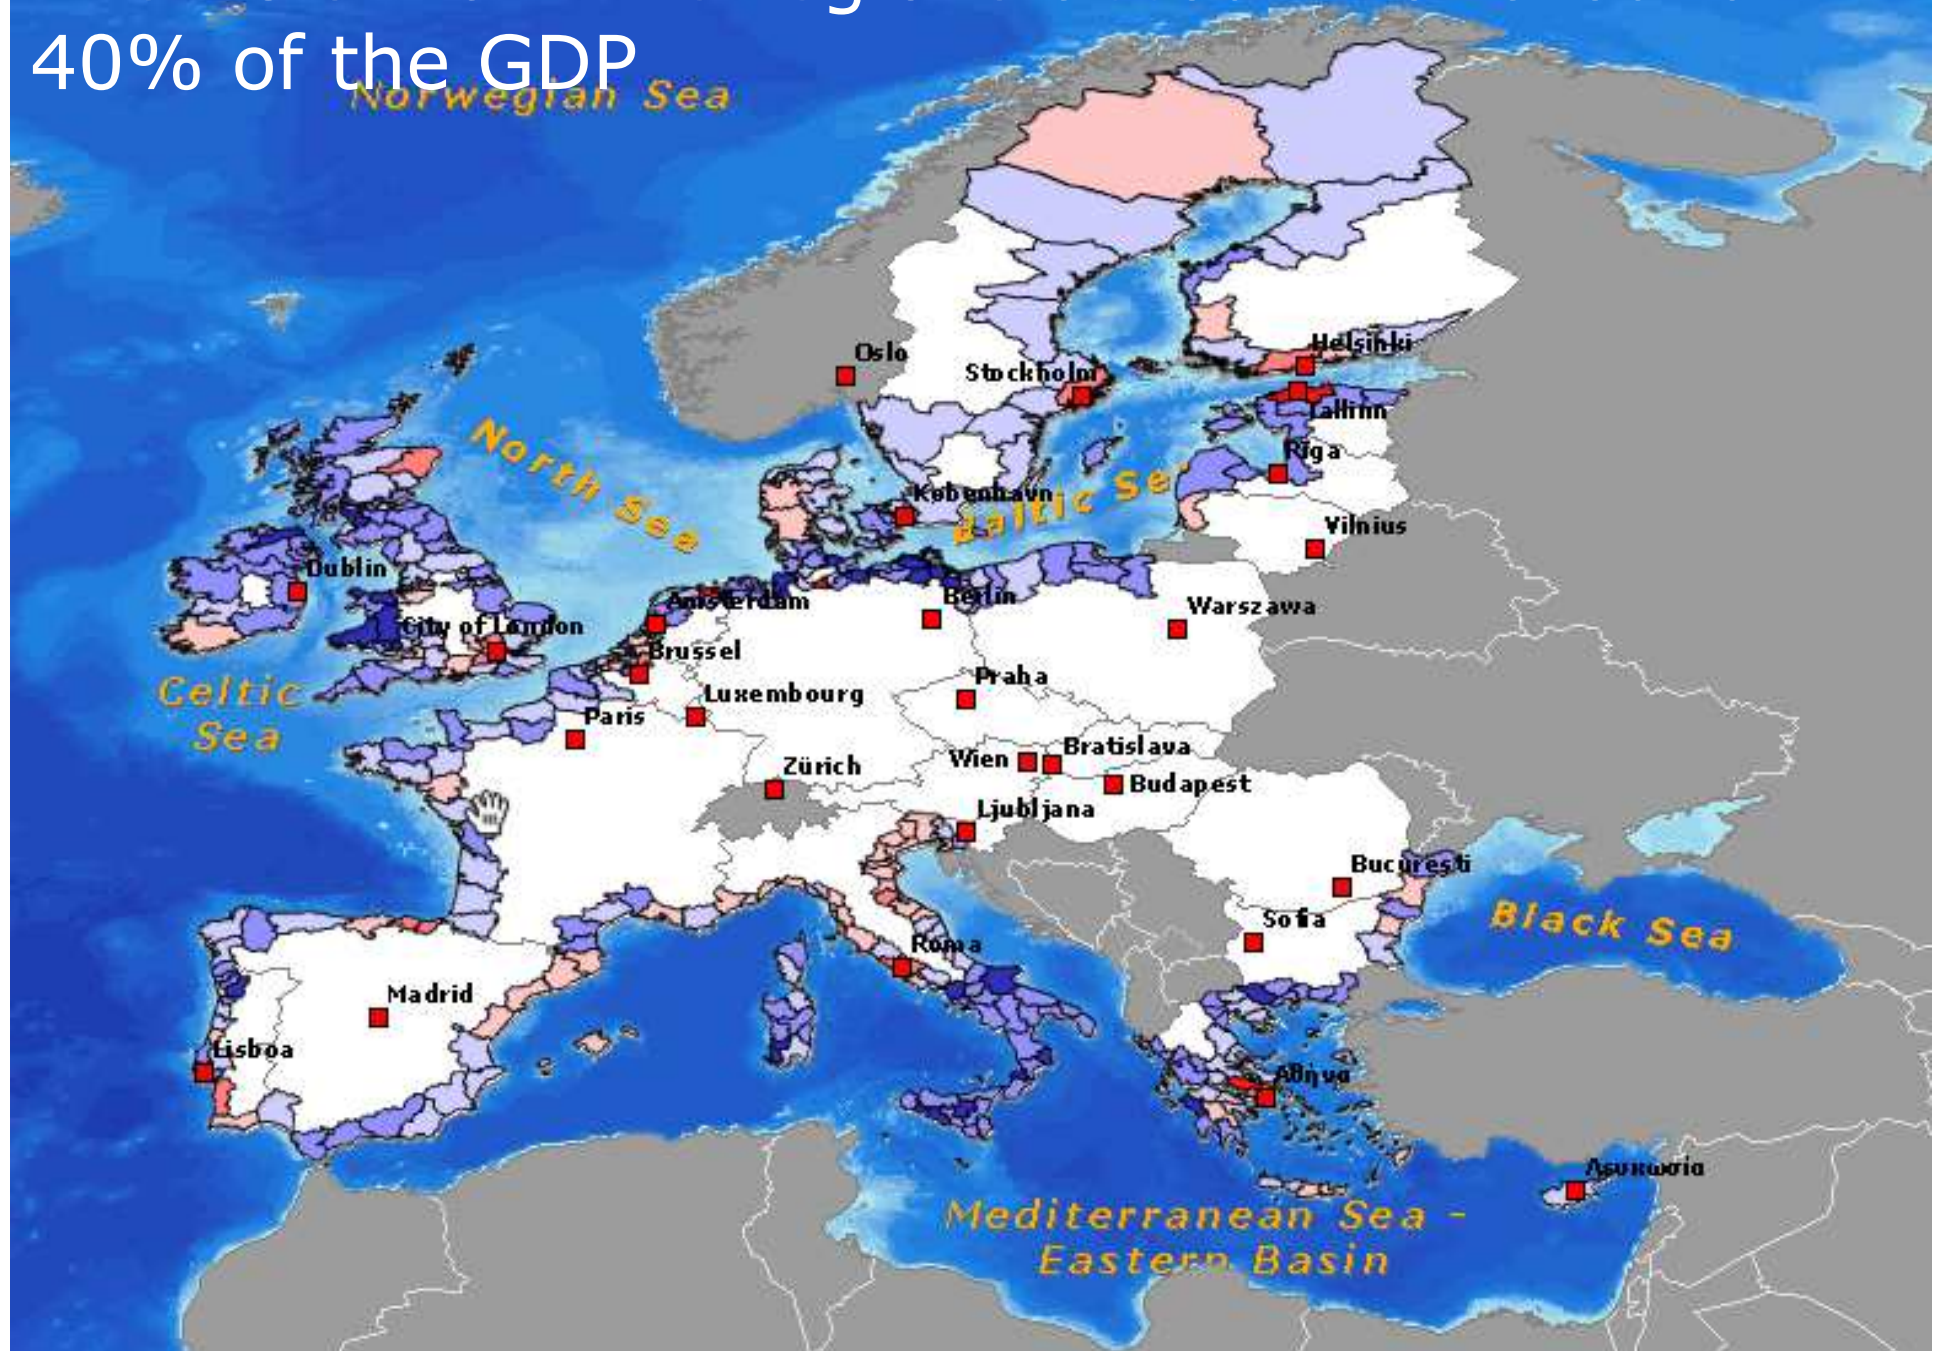 40% of the GDP
Norwegian Sea
Oslo
Helsinki
Stockholm
Tallinn
North Sea
Rīga
København
Baltic Sea
Vilnius
Dublin
Amsterdam
Berlin
Warszawa
City of London
Brussel
Praha
Celtic
Sea
Luxembourg
Paris
Wien
Bratislava
Zürich
Budapest
Ljubljana
Bucureşti
Sofia
Black Sea
Roma
Madrid
Lisboa
Αθήνα
Λευκωσία
Mediterranean Sea -
Eastern Basin